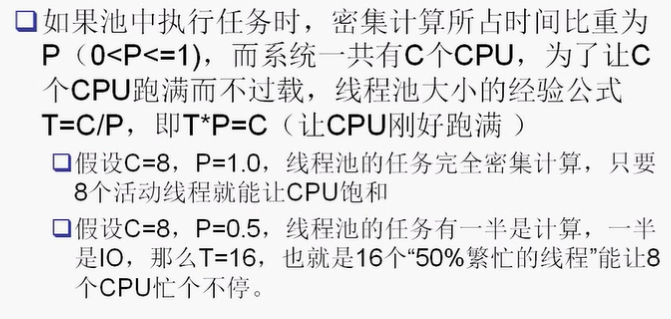 如果池中执行任务时，密集计算所占时间比重为
P（0<P<=1)，而系统一共有C个CPU，为了让C
个CPU跑满而不过载，线程池大小的经验公式
T=C/P，即T*P=C（让CPU刚好跑满 ）
假设C=8，P=1.0，线程池的任务完全密集计算，只要
8个活动线程就能让CPU饱和
假设C=8，P=0.5，线程池的任务有一半是计算，一半
是IO，那么T=16，也就是16个“50%繁忙的线程”能让8
个CPU忙个不停。